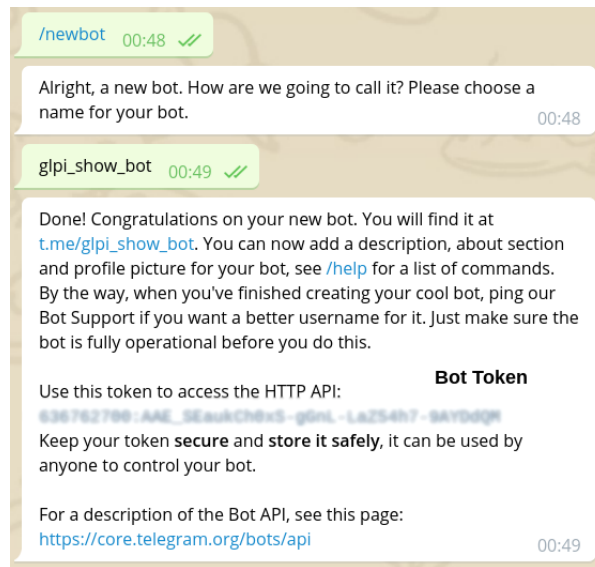 /newbot 00:48
Alright, a new bot. How are we going to call it? Please choose a
name for your bot.
00:48
glpi_show_bot 00:49
Done! Congratulations on your new bot. You will find it at
t.me/glpi_show_bot. You can now add a description, about section
and profile picture for your bot, see /help for a list of commands.
By the way, when you've finished creating your cool bot, ping our
Bot Support if you want a better username for it. Just make sure the
bot is fully operational before you do this.
Bot Token
Use this token to access the HTTP API:
Keep your token secure and store it safely, it can be used by
anyone to control your bot.
For a description of the Bot API, see this page:
https://core.telegram.org/bots/api
00:49